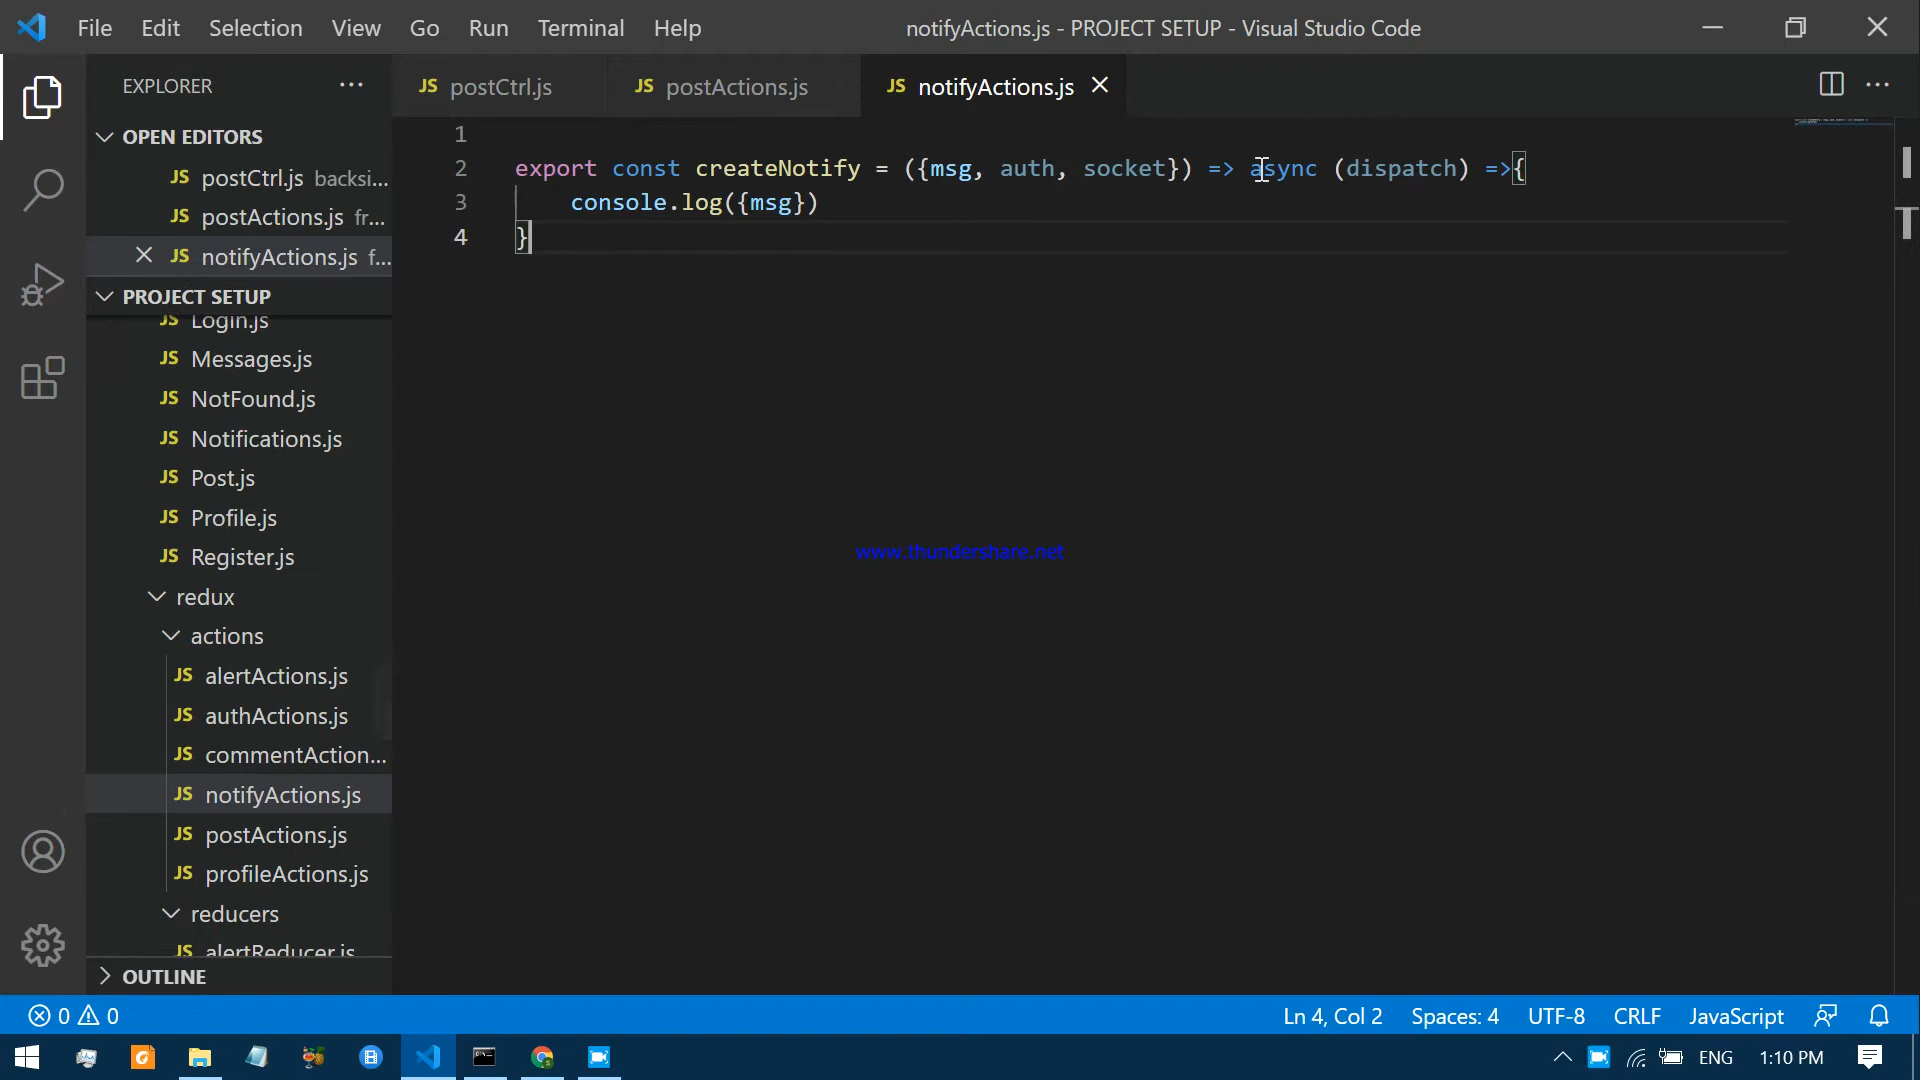 File Edit Selection View Go Run Terminal Help
notifyActions.js - PROJECT SETUP - Visual Studio Code
EXPLORER
JS postCtrl.js
JS postActions.js
JS notifyActions.js
OPEN EDITORS
JS postCtrl.js backsi...
JS postActions.js fr...
JS notifyActions.js f...
PROJECT SETUP
JS Login.js
JS Messages.js
JS NotFound.js
JS Notifications.js
JS Post.js
JS Profile.js
JS Register.js
redux
actions
JS alertActions.js
JS authActions.js
JS commentAction...
JS notifyActions.js
JS postActions.js
JS profileActions.js
reducers
JS alertReducer.js
OUTLINE
1
2 export const createNotify = ({msg, auth, socket}) => async (dispatch) =>{
3 console.log({msg})
4 }
www.thundershare.net
0 0
Ln 4, Col 2 Spaces: 4 UTF-8 CRLF JavaScript
ENG 1:10 PM